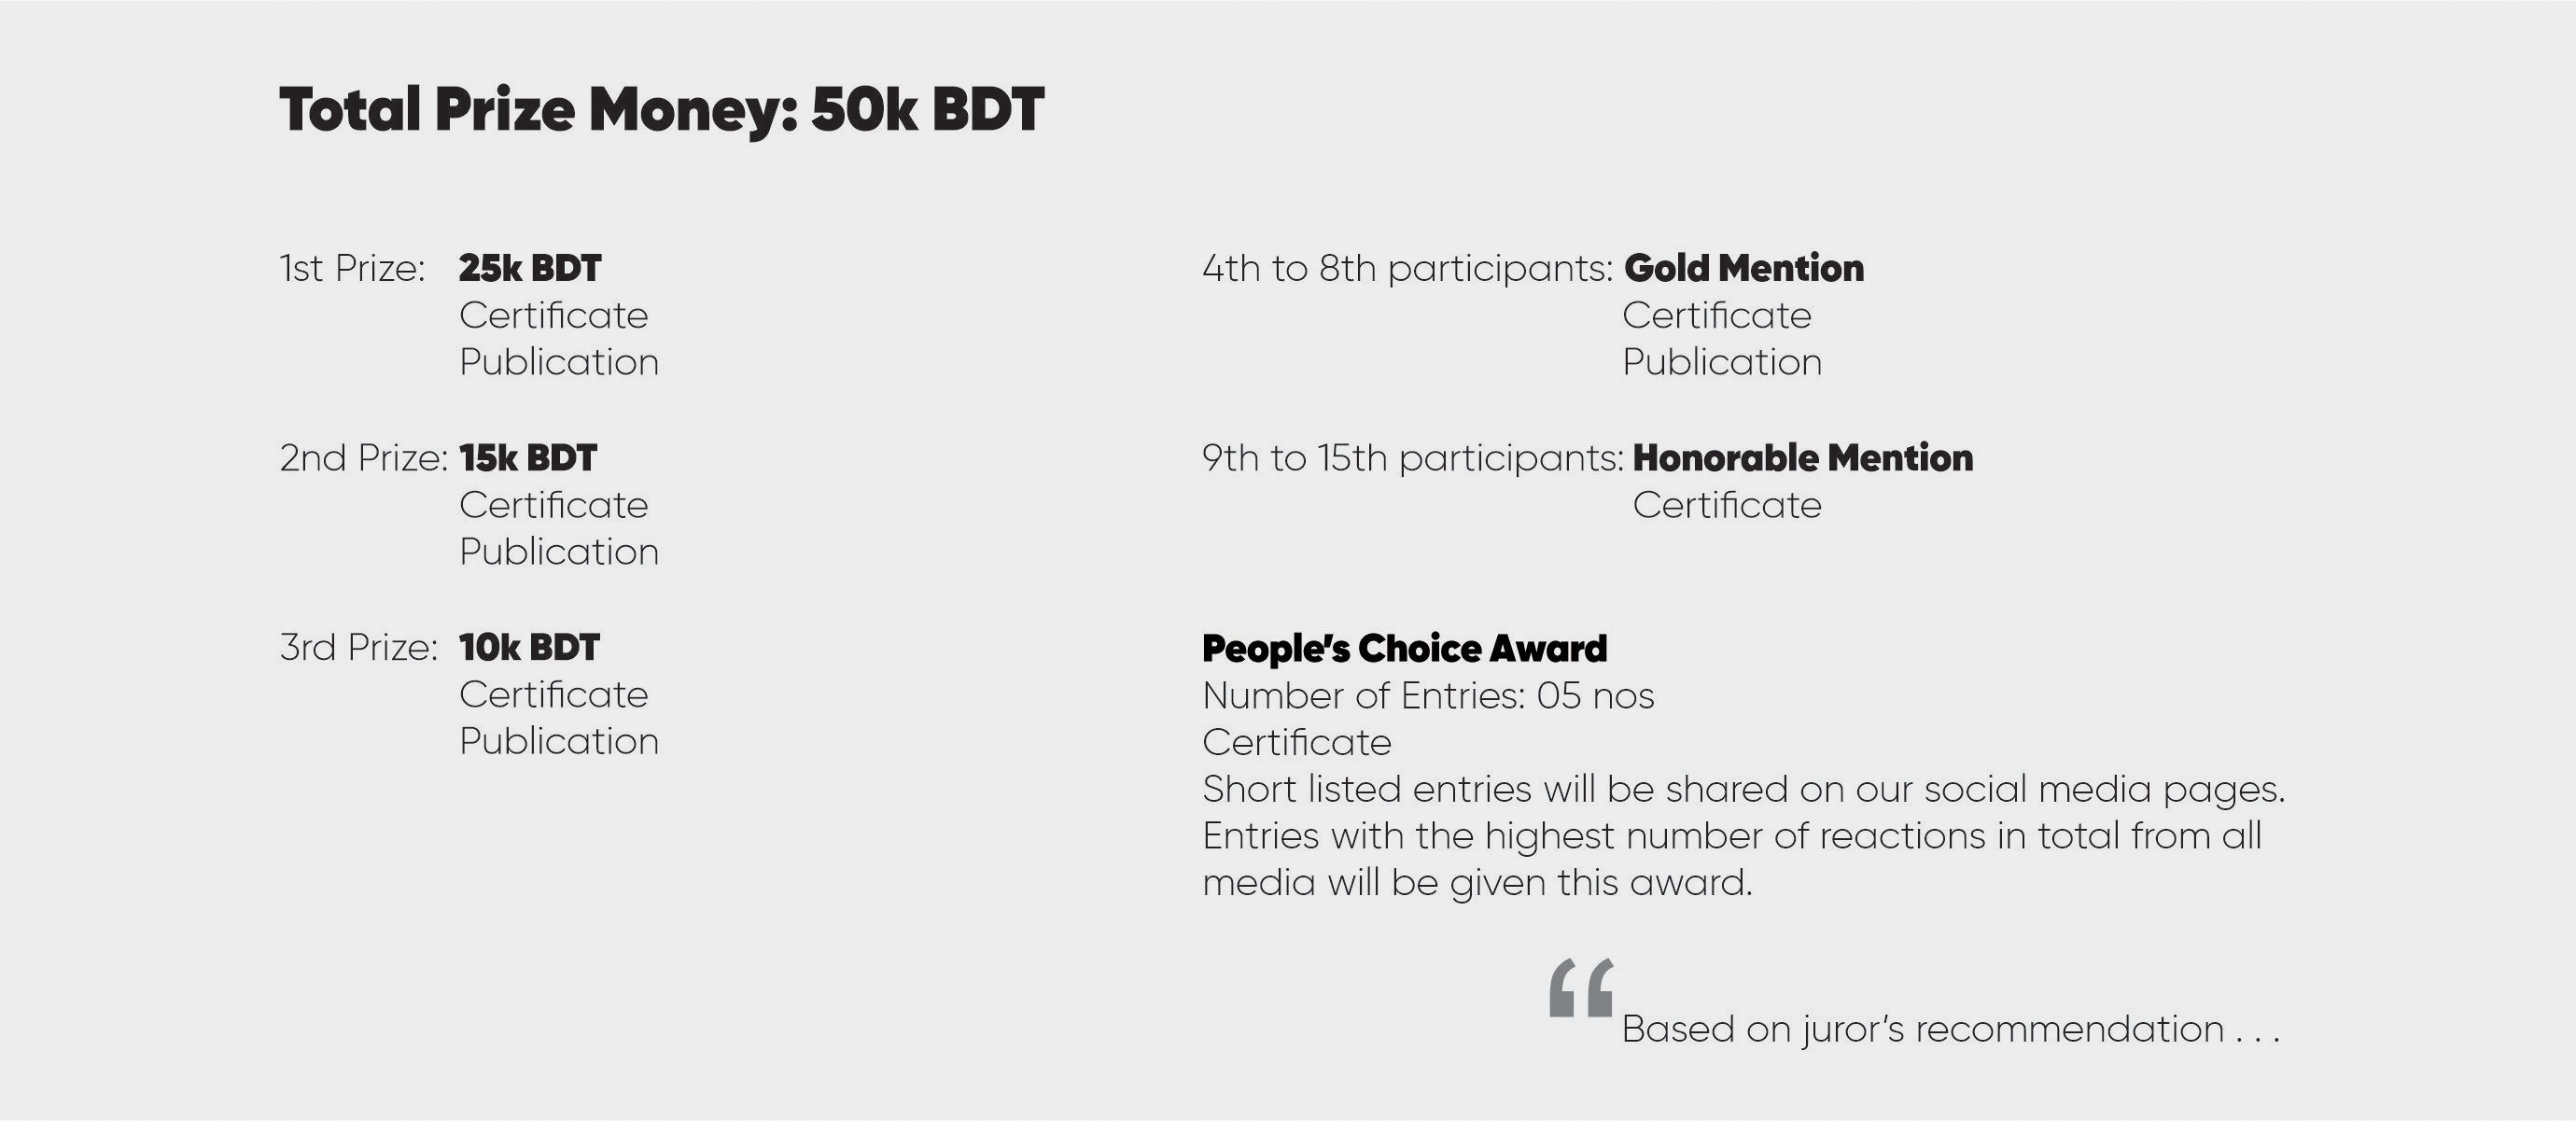 Total Prize Money: 50k BDT
1st Prize: 25k BDT
Certificate
Publication
2nd Prize: 15k BDT
Certificate
Publication
3rd Prize: 10k BDT
Certificate
Publication
4th to 8th participants: Gold Mention
Certificate
Publication
9th to 15th participants: Honorable Mention
Certificate
People’s Choice Award
Number of Entries: 05 nos
Certificate
Short listed entries will be shared on our social media pages.
Entries with the highest number of reactions in total from all
media will be given this award.
“Based on juror’s recommendation . . .